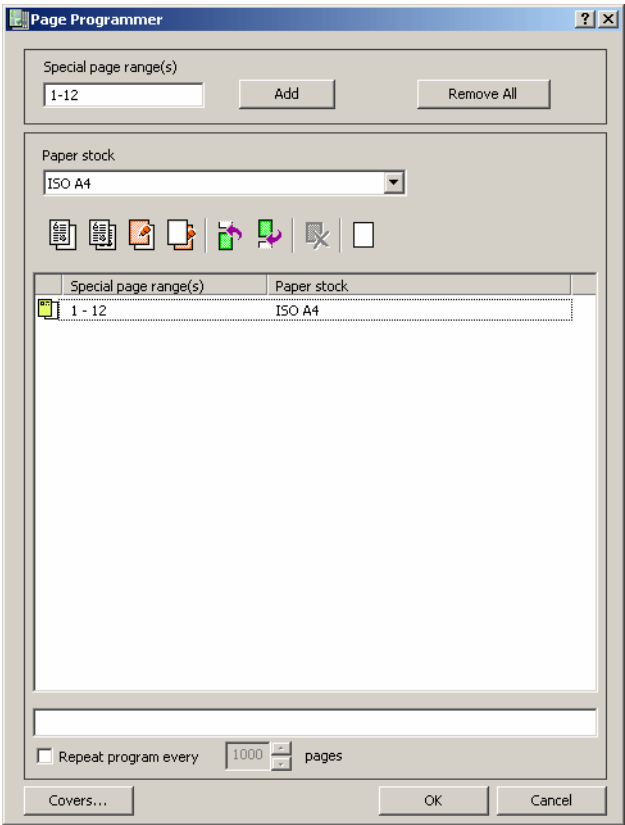 Page Programmer
Special page range(s)
1-12 Add Remove All
Paper stock
ISO A4
Special page range(s) Paper stock
1 - 12 ISO A4
Repeat program every 1000 pages
Covers... OK Cancel